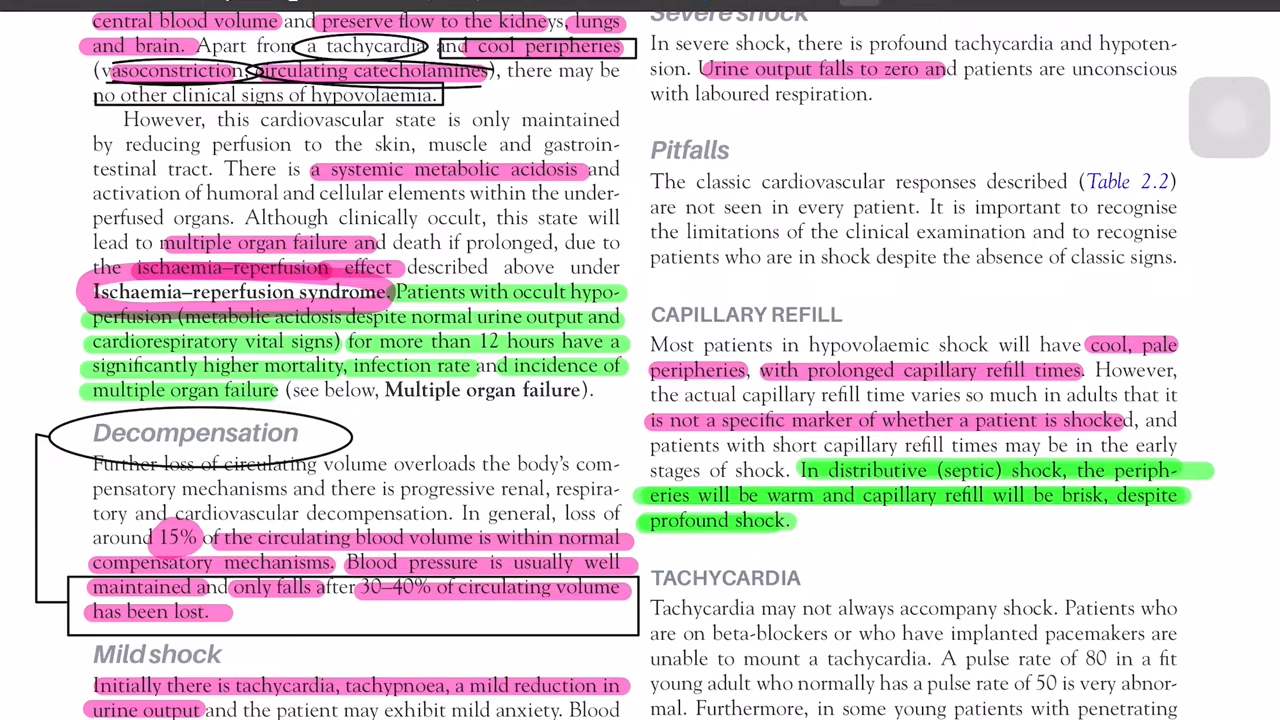 central blood volume and preserve flow to the kidneys, lungs
and brain. Apart from a tachycardia and cool peripheries
(vasoconstriction, circulating catecholamines), there may be
no other clinical signs of hypovolaemia.
However, this cardiovascular state is only maintained
by reducing perfusion to the skin, muscle and gastroin-
testinal tract. There is a systemic metabolic acidosis and
activation of humoral and cellular elements within the under-
perfused organs. Although clinically occult, this state will
lead to multiple organ failure and death if prolonged, due to
the ischaemia–reperfusion effect described above under
Ischaemia–reperfusion syndrome. Patients with occult hypo-
perfusion (metabolic acidosis despite normal urine output and
cardiorespiratory vital signs) for more than 12 hours have a
significantly higher mortality, infection rate and incidence of
multiple organ failure (see below, Multiple organ failure).
Decompensation
Further loss of circulating volume overloads the body's com-
pensatory mechanisms and there is progressive renal, respira-
tory and cardiovascular decompensation. In general, loss of
around 15% of the circulating blood volume is within normal
compensatory mechanisms. Blood pressure is usually well
maintained and only falls after 30–40% of circulating volume
has been lost.
Mild shock
Initially there is tachycardia, tachypnoea, a mild reduction in
urine output and the patient may exhibit mild anxiety. Blood
Severe shock
In severe shock, there is profound tachycardia and hypoten-
sion. Urine output falls to zero and patients are unconscious
with laboured respiration.
Pitfalls
The classic cardiovascular responses described (Table 2.2)
are not seen in every patient. It is important to recognise
the limitations of the clinical examination and to recognise
patients who are in shock despite the absence of classic signs.
CAPILLARY REFILL
Most patients in hypovolaemic shock will have cool, pale
peripheries, with prolonged capillary refill times. However,
the actual capillary refill time varies so much in adults that it
is not a specific marker of whether a patient is shocked, and
patients with short capillary refill times may be in the early
stages of shock. In distributive (septic) shock, the periph-
eries will be warm and capillary refill will be brisk, despite
profound shock.
TACHYCARDIA
Tachycardia may not always accompany shock. Patients who
are on beta-blockers or who have implanted pacemakers are
unable to mount a tachycardia. A pulse rate of 80 in a fit
young adult who normally has a pulse rate of 50 is very abnor-
mal. Furthermore, in some young patients with penetrating